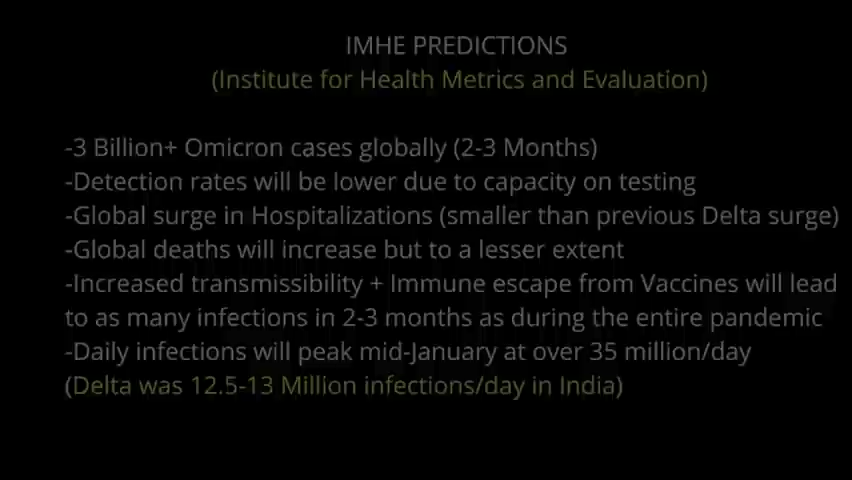 IMHE PREDICTIONS
(Institute for Health Metrics and Evaluation)
-3 Billion+ Omicron cases globally (2-3 Months)
-Detection rates will be lower due to capacity on testing
-Global surge in Hospitalizations (smaller than previous Delta surge)
-Global deaths will increase but to a lesser extent
-Increased transmissibility + Immune escape from Vaccines will lead
to as many infections in 2-3 months as during the entire pandemic
-Daily infections will peak mid-January at over 35 million/day
(Delta was 12.5-13 Million infections/day in India)